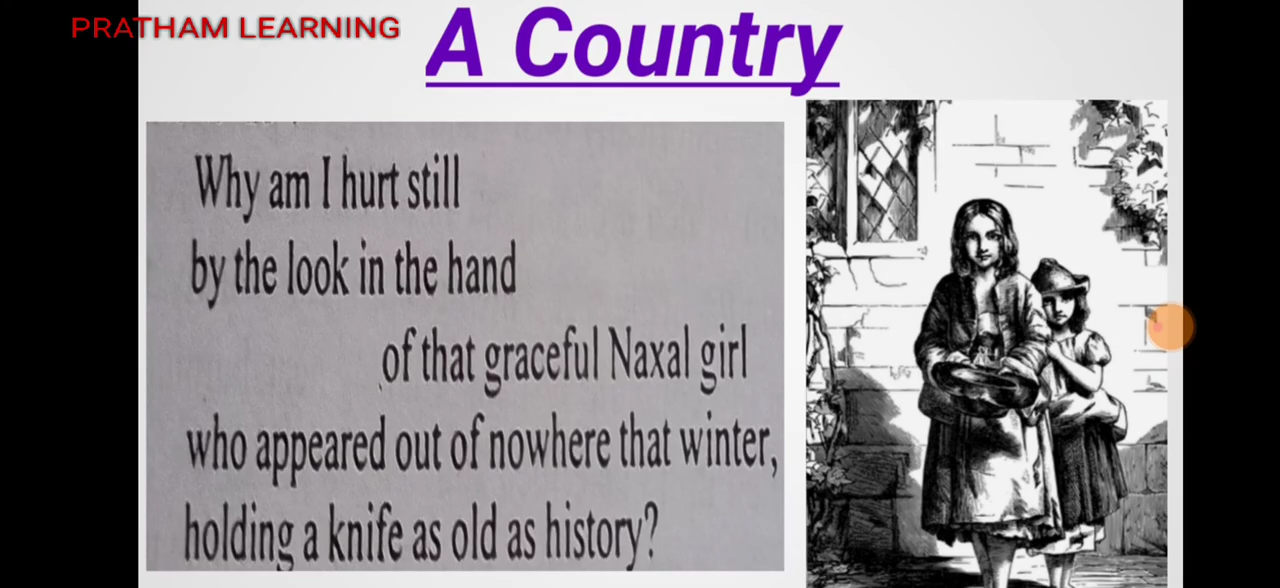 PRATHAM LEARNING
A Country
Why am I hurt still
by the look in the hand
of that graceful Naxal girl
who appeared out of nowhere that winter,
holding a knife as old as history?